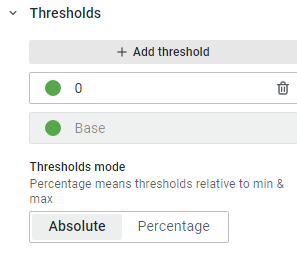 Thresholds
+ Add threshold
0
Base
Thresholds mode
Percentage means thresholds relative to min &
max
Absolute Percentage